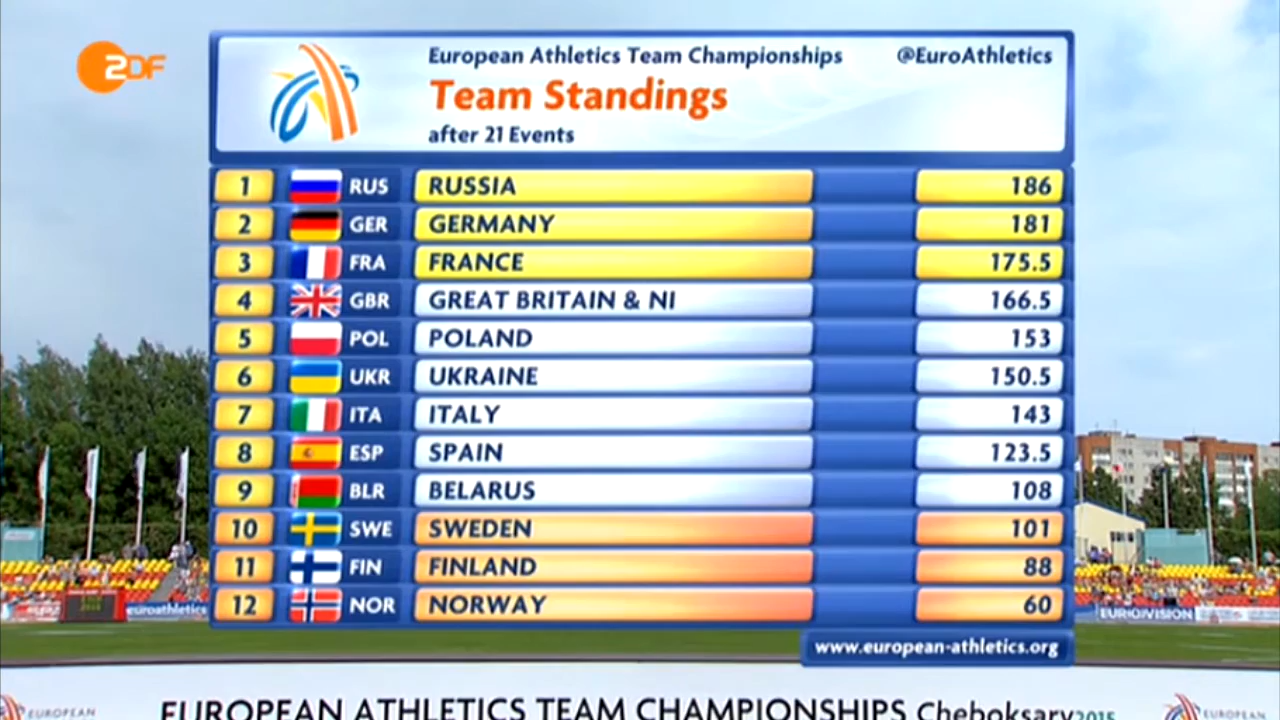 2DF
European Athletics Team Championships @EuroAthletics
Team Standings
after 21 Events
1 RUS RUSSIA 186
2 GER GERMANY 181
3 FRA FRANCE 175.5
4 GBR GREAT BRITAIN & NI 166.5
5 POL POLAND 153
6 UKR UKRAINE 150.5
7 ITA ITALY 143
8 ESP SPAIN 123.5
9 BLR BELARUS 108
10 SWE SWEDEN 101
11 FIN FINLAND 88
12 NOR NORWAY 60
euroathletics
EUROVISION
www.european-athletics.org
EUROPEAN EUROPEAN ATHLETICS TEAM CHAMPIONSHIPS Cheboksary2015 EUROPEAN